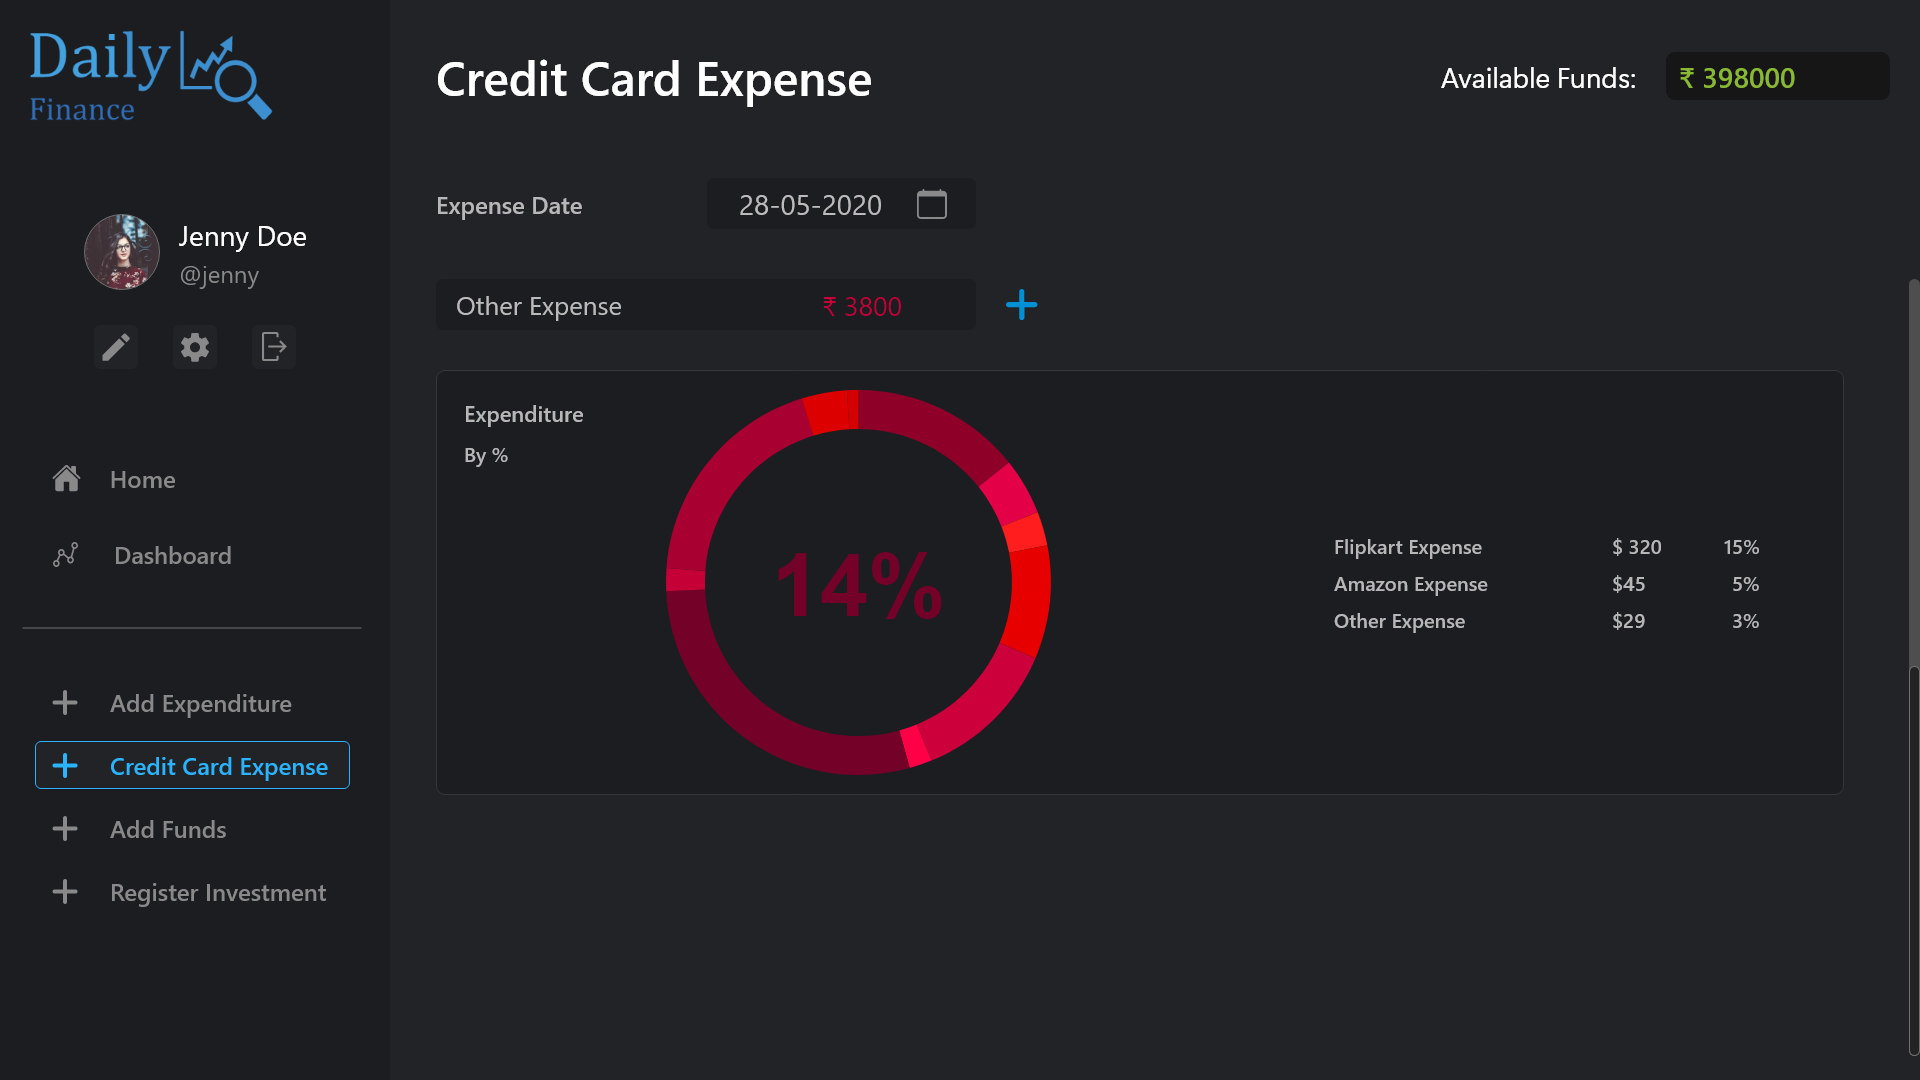 Daily
Finance
Credit Card Expense
Available Funds:
₹ 398000
Jenny Doe
@jenny
Expense Date
28-05-2020
Other Expense
₹ 3800
Home
Dashboard
Add Expenditure
Credit Card Expense
Add Funds
Register Investment
Expenditure
By %
14%
Flipkart Expense $ 320 15%
Amazon Expense $45 5%
Other Expense $29 3%